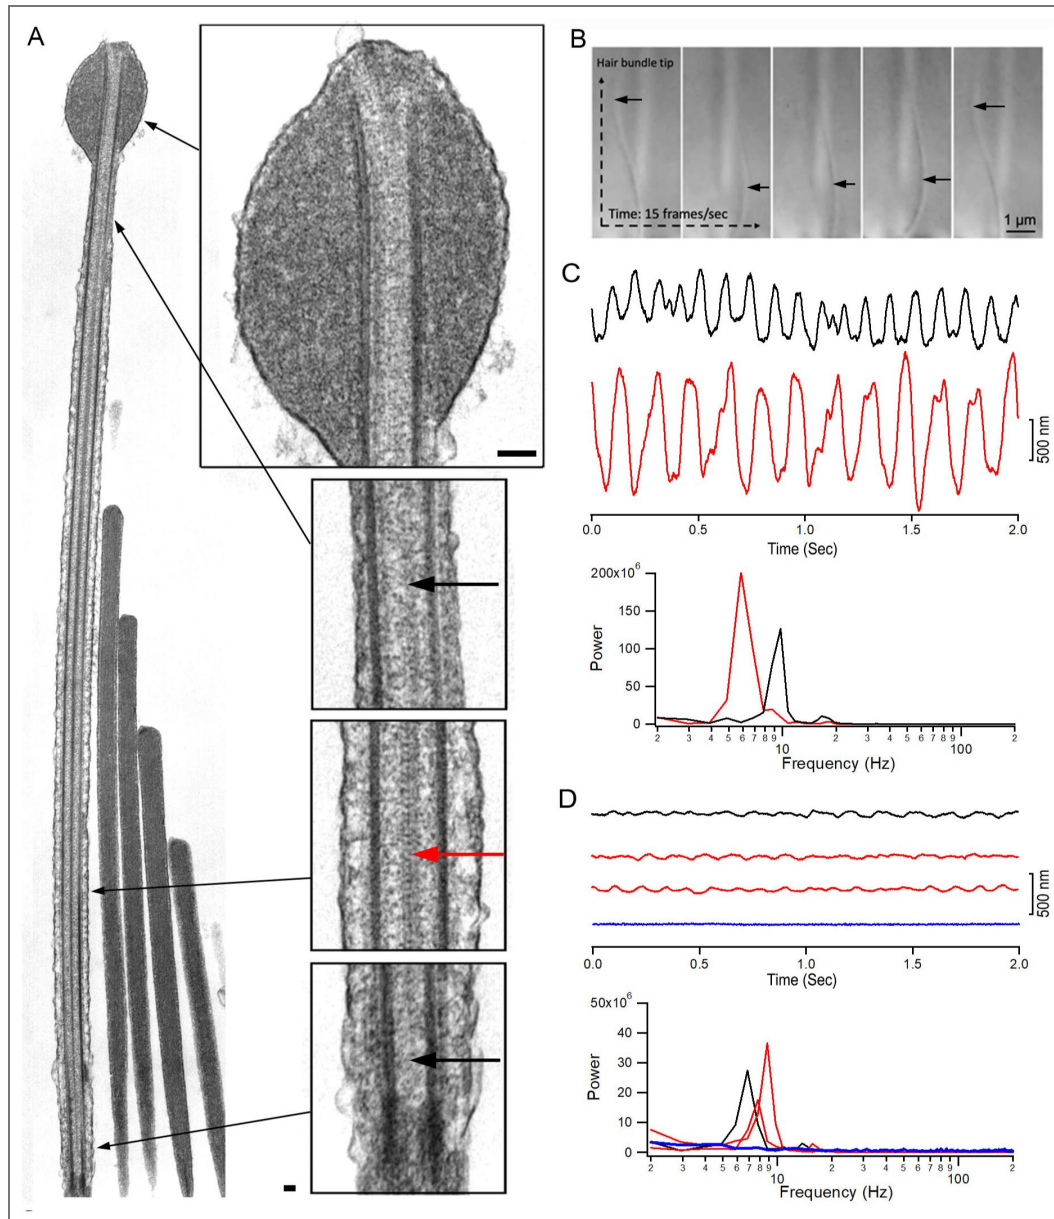 A
B
Hair bundle tip
Time: 15 frames/sec
1 µm
C
500 nm
0.0 0.5 1.0 1.5 2.0
Time (Sec)
200x10⁶
150
100
50
0
Power
2 3 4 5 6 7 8 9 10 2 3 4 5 6 7 8 9 100 2
Frequency (Hz)
D
500 nm
0.0 0.5 1.0 1.5 2.0
Time (Sec)
50x10⁶
40
30
20
10
0
Power
2 3 4 5 6 7 8 9 10 2 3 4 5 6 7 8 9 100 2
Frequency (Hz)